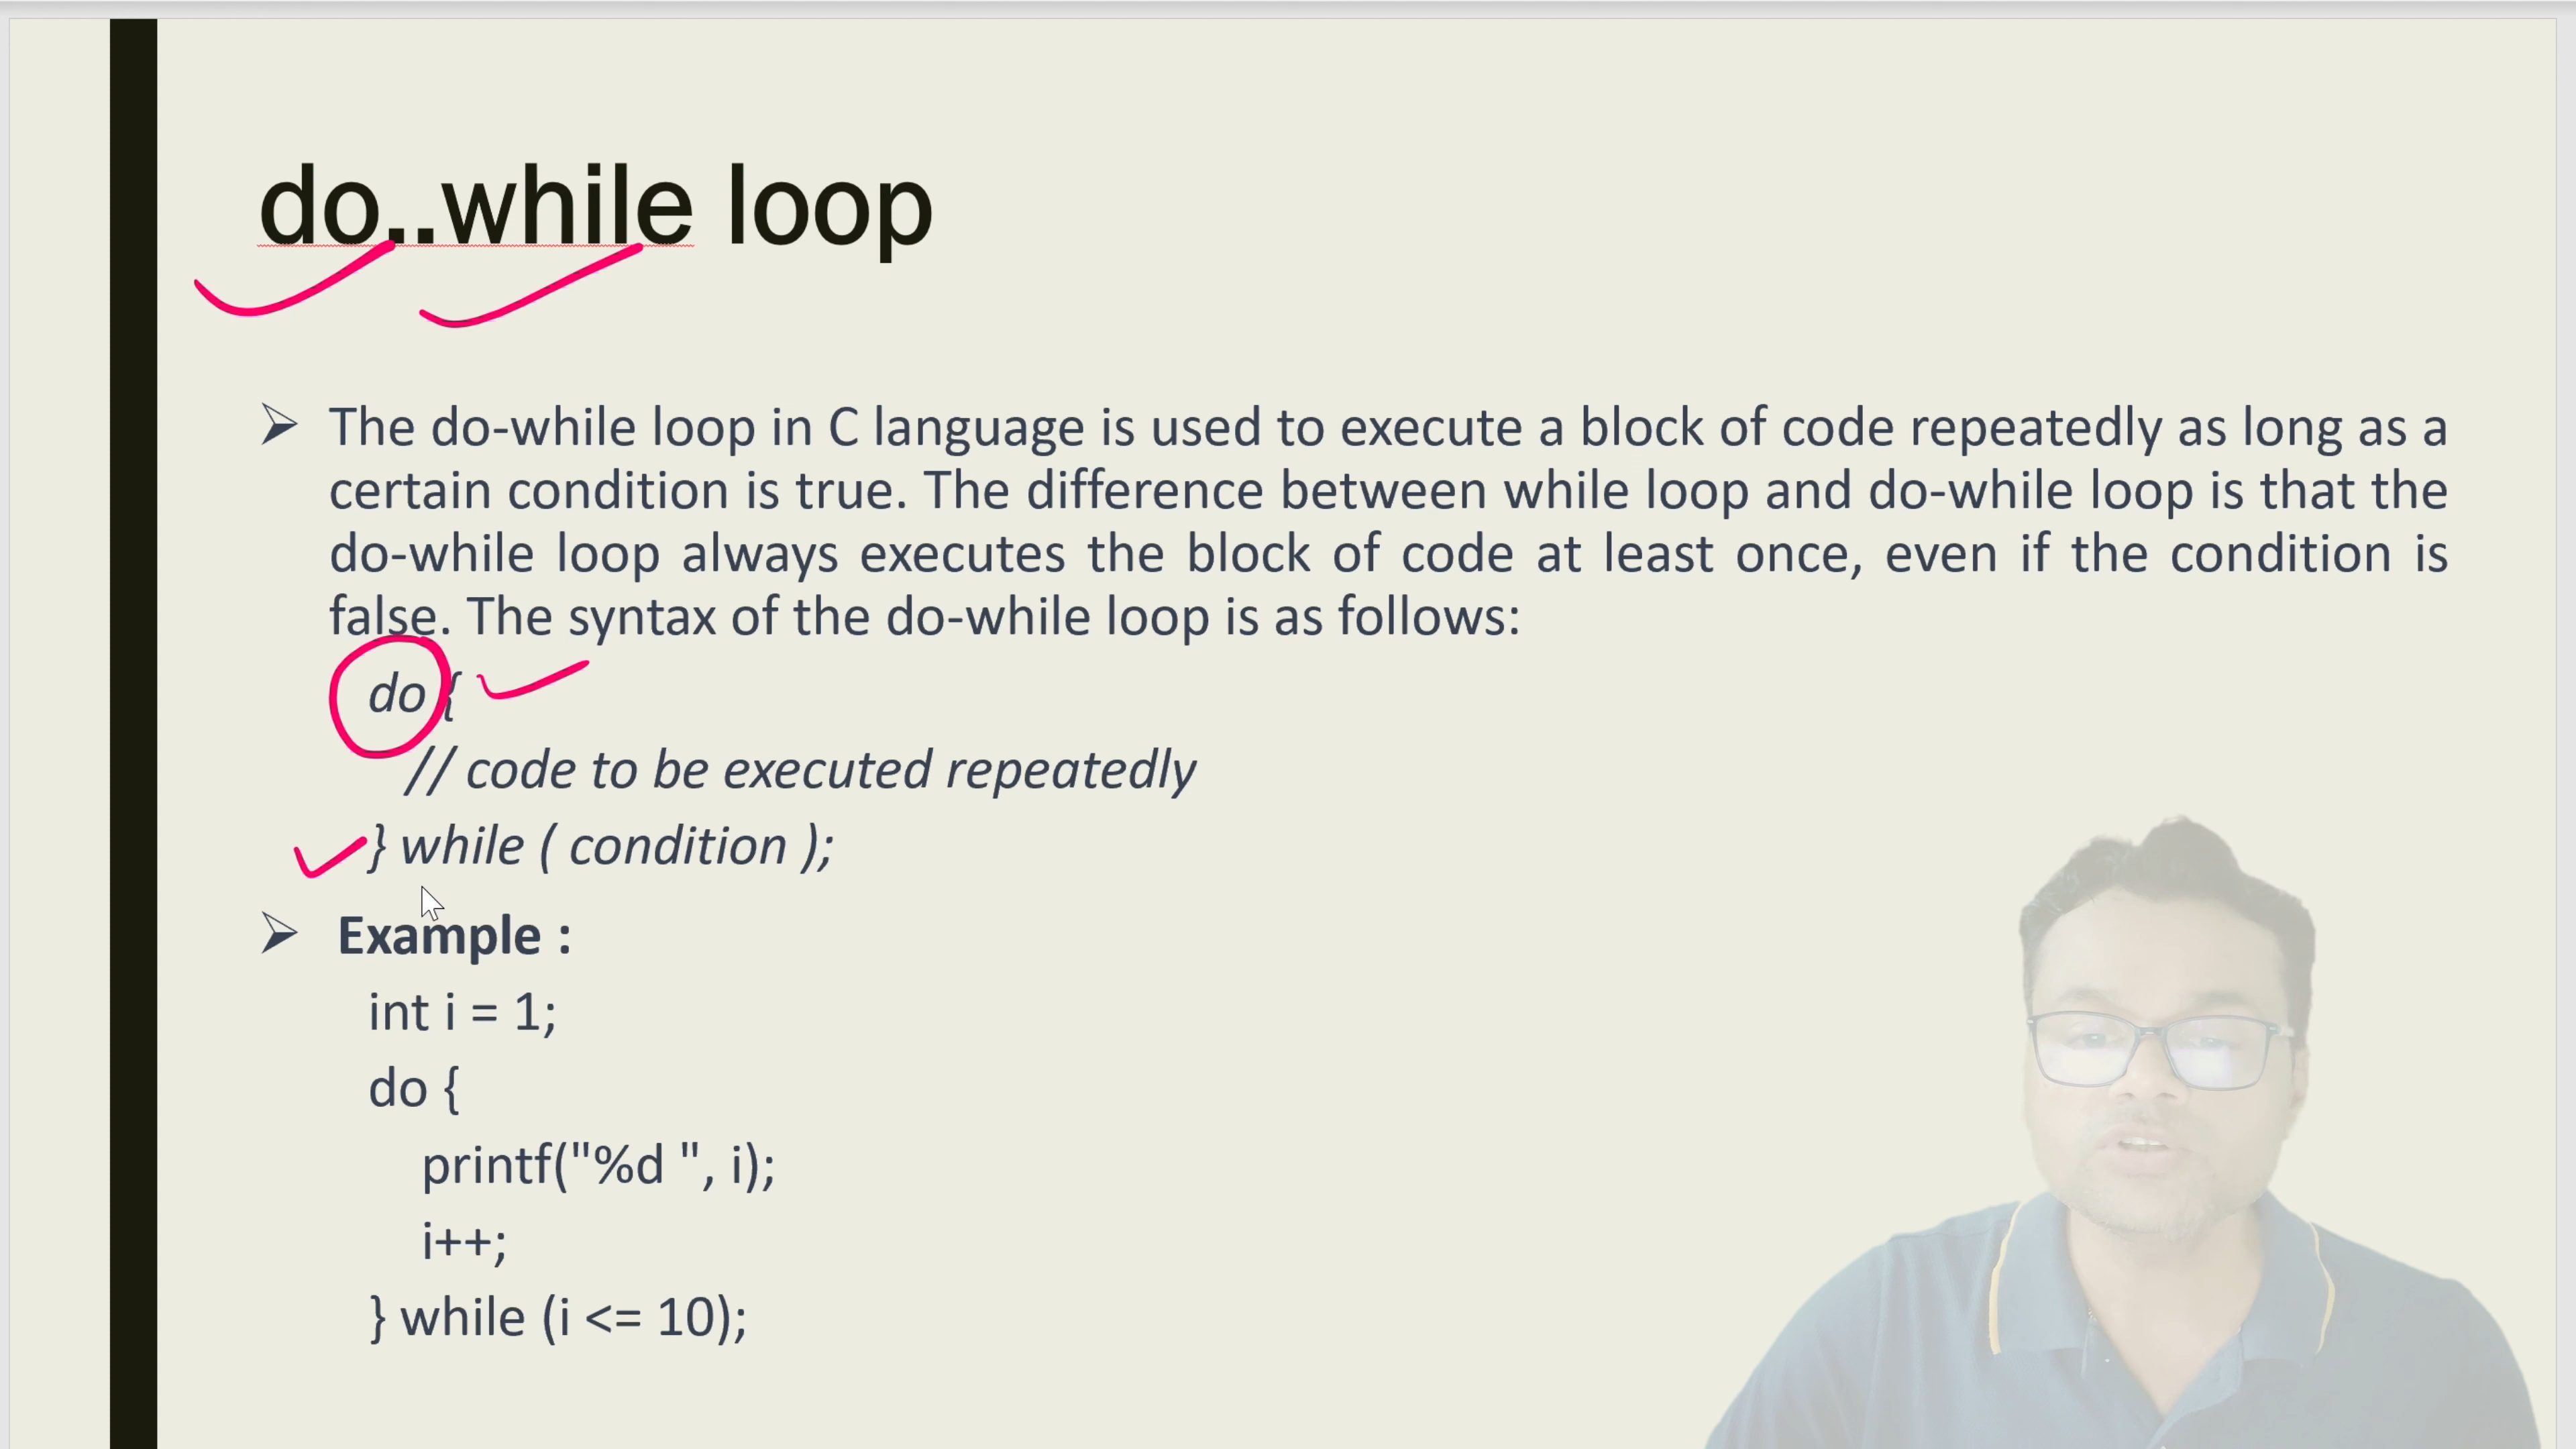 do..while loop
The do-while loop in C language is used to execute a block of code repeatedly as long as a
certain condition is true. The difference between while loop and do-while loop is that the
do-while loop always executes the block of code at least once, even if the condition is
false. The syntax of the do-while loop is as follows:
do {
// code to be executed repeatedly
} while ( condition );
Example :
int i = 1;
do {
printf("%d ", i);
i++;
} while (i <= 10);